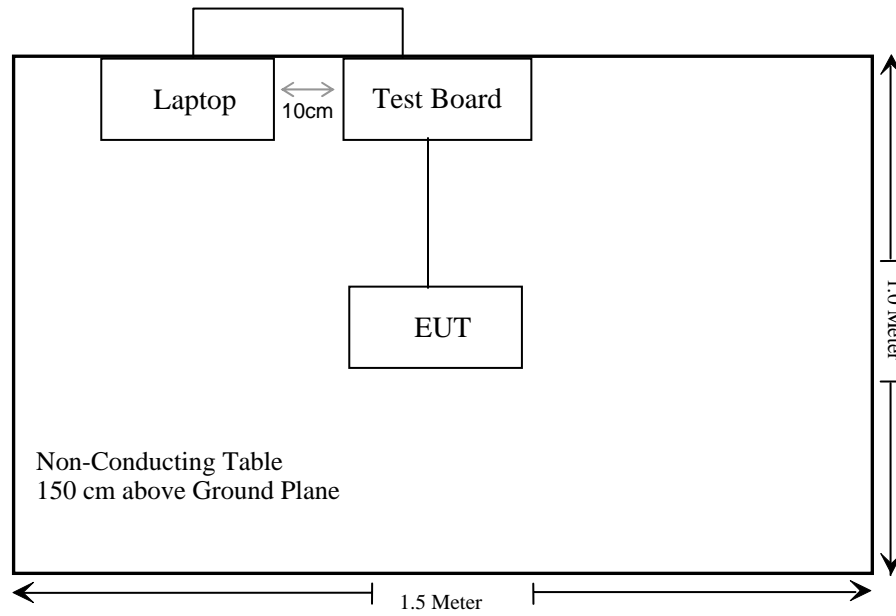 Laptop
10cm
Test Board
EUT
1.0 Meter
Non-Conducting Table
150 cm above Ground Plane
1.5 Meter